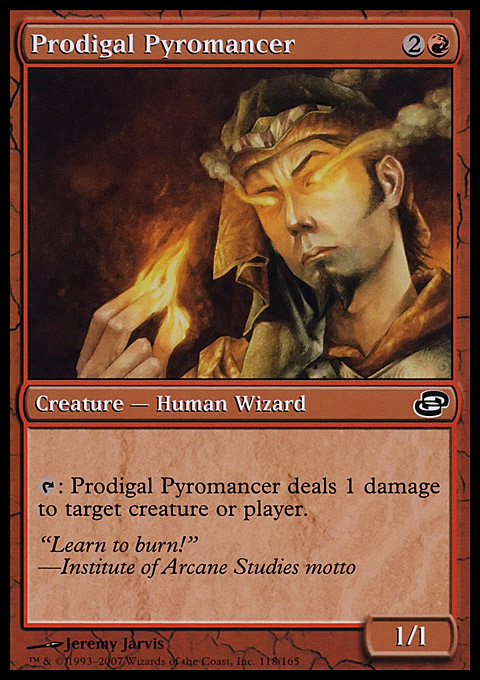 Prodigal Pyromancer 2
Creature — Human Wizard
: Prodigal Pyromancer deals 1 damage
to target creature or player.
“Learn to burn!”
—Institute of Arcane Studies motto
Jeremy Jarvis
1/1
™ & © 1993–2007 Wizards of the Coast, Inc. 118/165